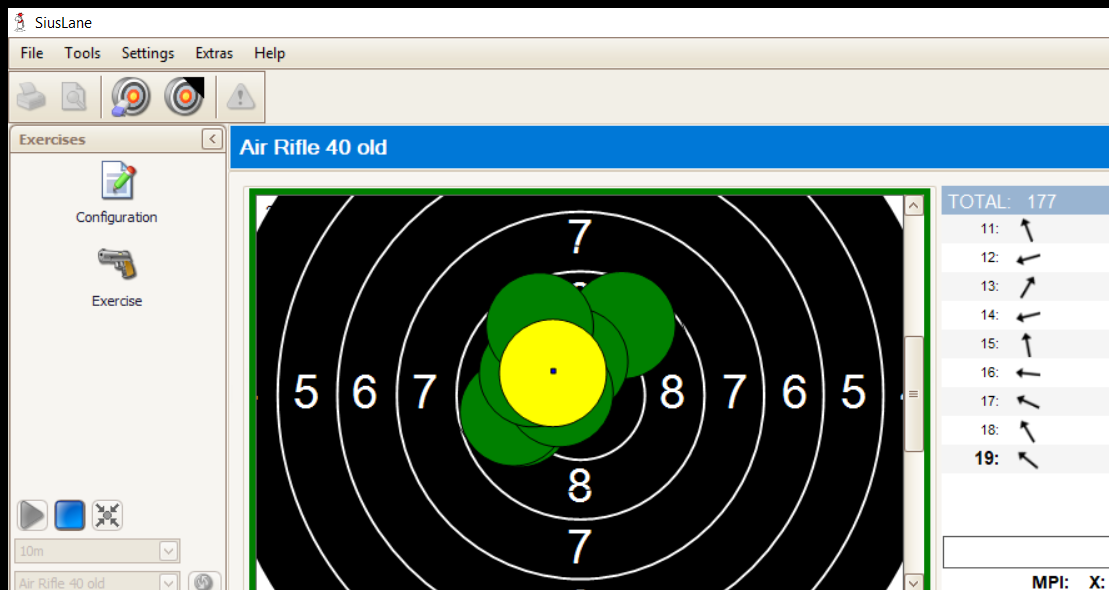 SiusLane
File Tools Settings Extras Help
Exercises
Air Rifle 40 old
Configuration
Exercise
7
5 6 7 8 7 6 5
8
7
TOTAL: 177
11:
12:
13:
14:
15:
16:
17:
18:
19:
10m
Air Rifle 40 old
MPI: X: